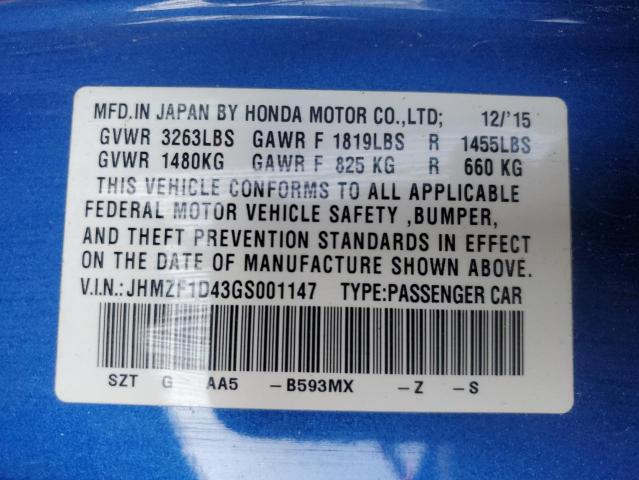 MFD.IN JAPAN BY HONDA MOTOR CO.,LTD; 12/'15
GVWR 3263LBS GAWR F 1819LBS R 1455LBS
GVWR 1480KG GAWR F 825 KG R 660 KG
THIS VEHICLE CONFORMS TO ALL APPLICABLE
FEDERAL MOTOR VEHICLE SAFETY ,BUMPER,
AND THEFT PREVENTION STANDARDS IN EFFECT
ON THE DATE OF MANUFACTURE SHOWN ABOVE.
V.I.N.:JHMZF1D43GS001147 TYPE:PASSENGER CAR
SZT G AA5 -B593MX -Z -S